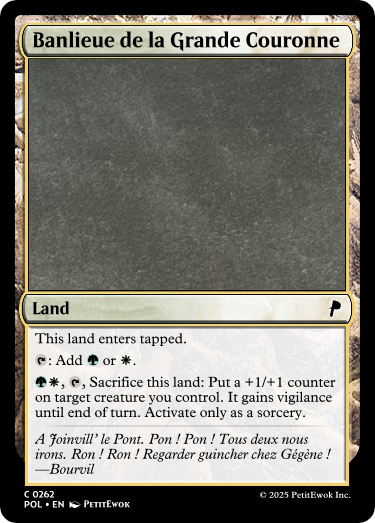 Banlieue de la Grande Couronne
Land
This land enters tapped.
: Add or .
, , Sacrifice this land: Put a +1/+1 counter
on target creature you control. It gains vigilance
until end of turn. Activate only as a sorcery.
A Joinvill' le Pont. Pon ! Pon ! Tous deux nous
irons. Ron ! Ron ! Regarder guincher chez Gégène !
—Bourvil
C 0262
POL • EN PetitEwok
© 2025 PetitEwok Inc.